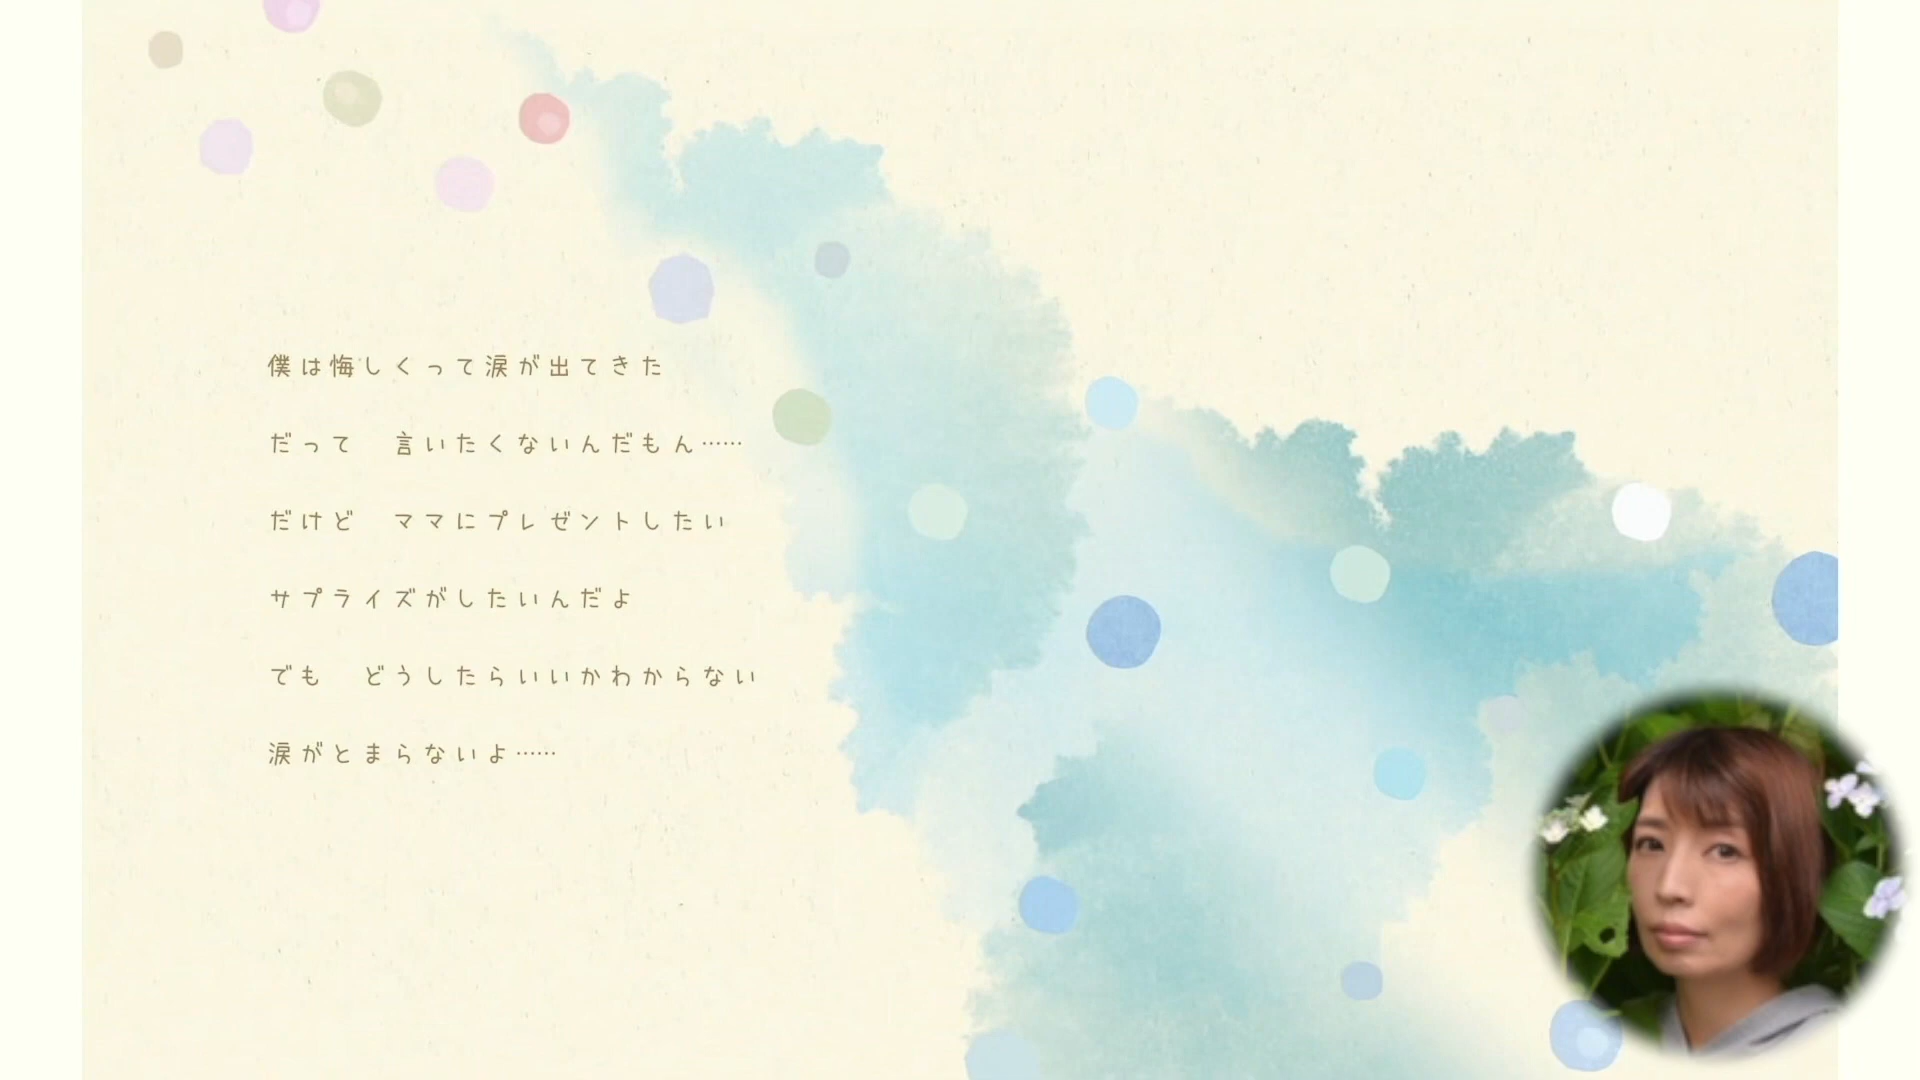 僕は悔しくって涙が出てきた
だって　言いたくないんだもん……
だけど　ママにプレゼントしたい
サプライズがしたいんだよ
でも　どうしたらいいかわからない
涙がとまらないよ……